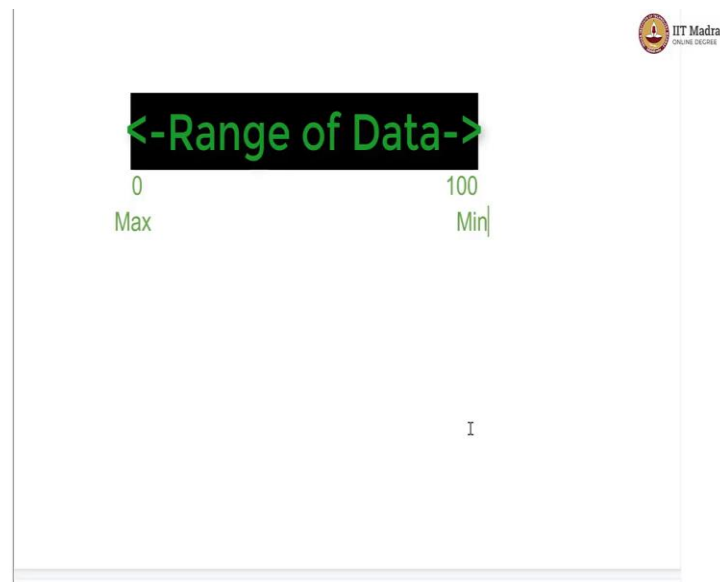 IIT Madra
ONLINE DEGREE
<-Range of Data->
0 100
Max Min